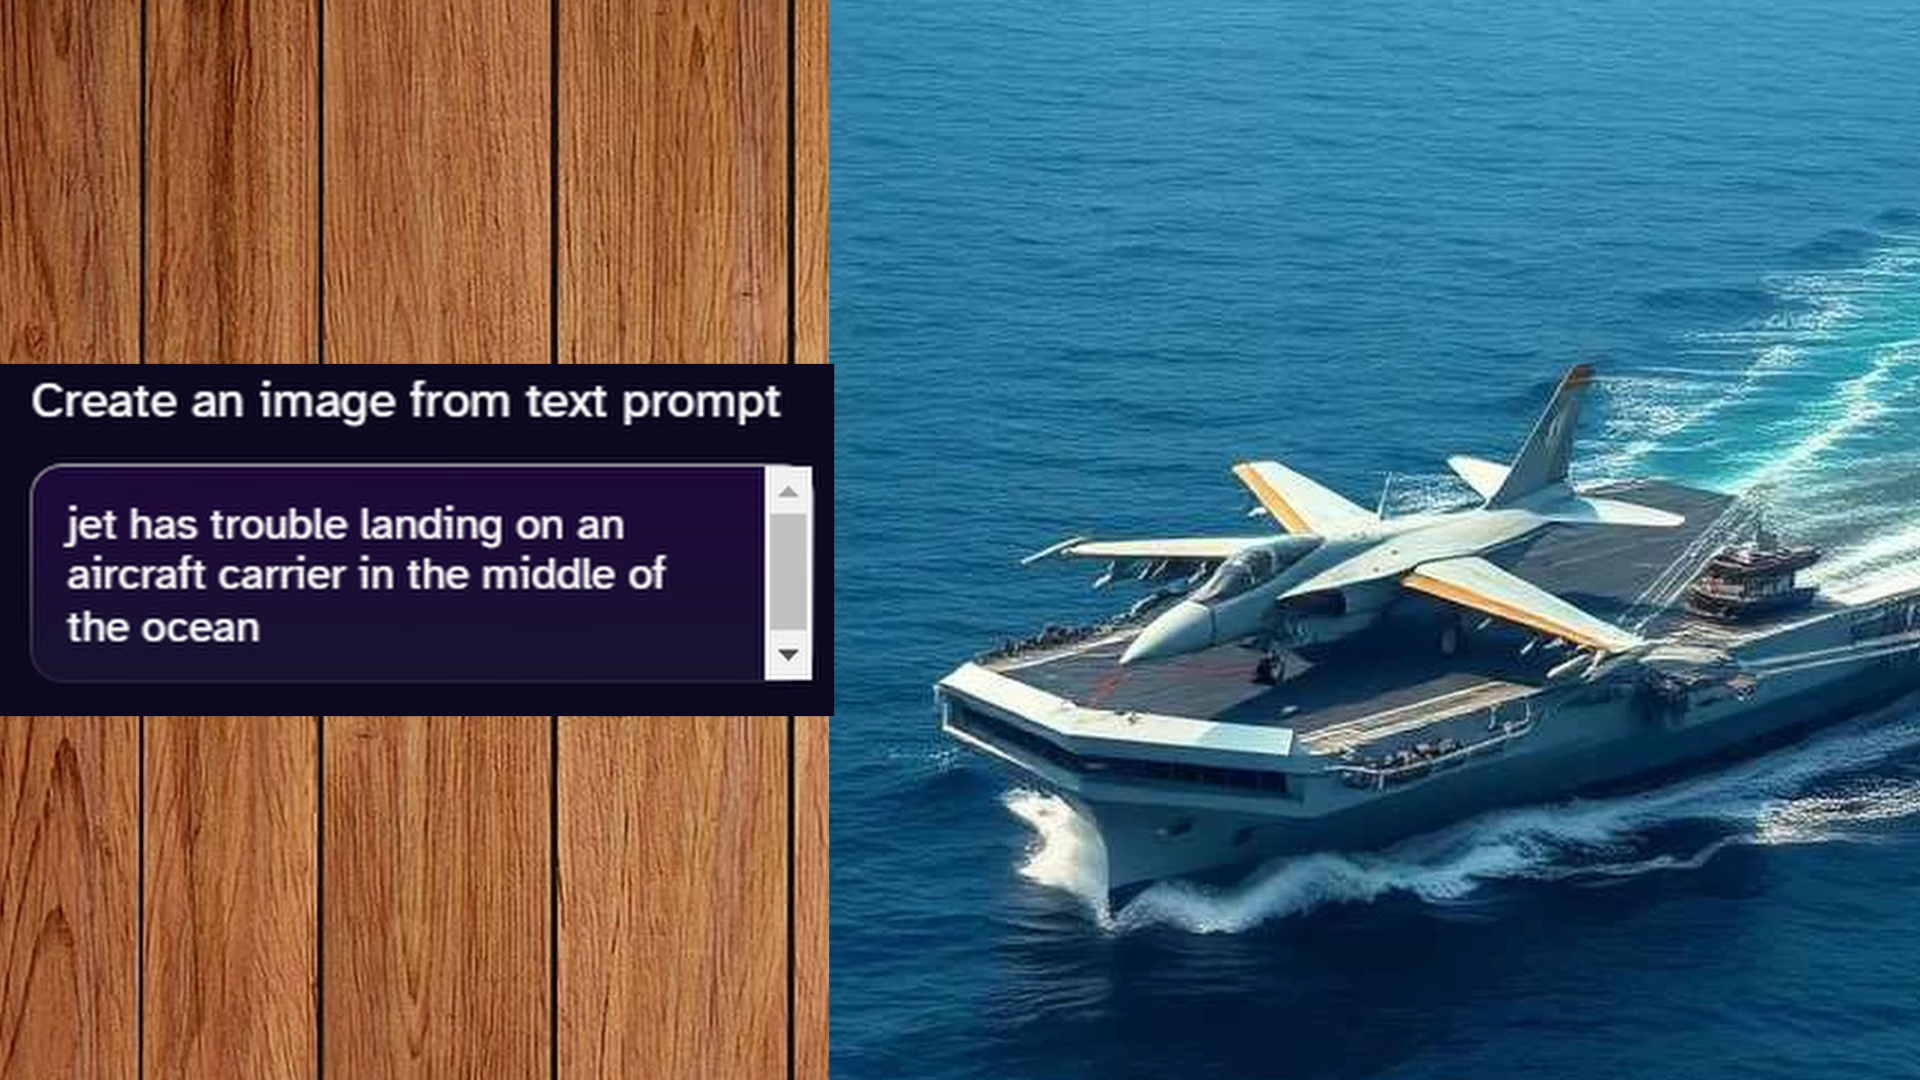 Create an image from text prompt
jet has trouble landing on an
aircraft carrier in the middle of
the ocean